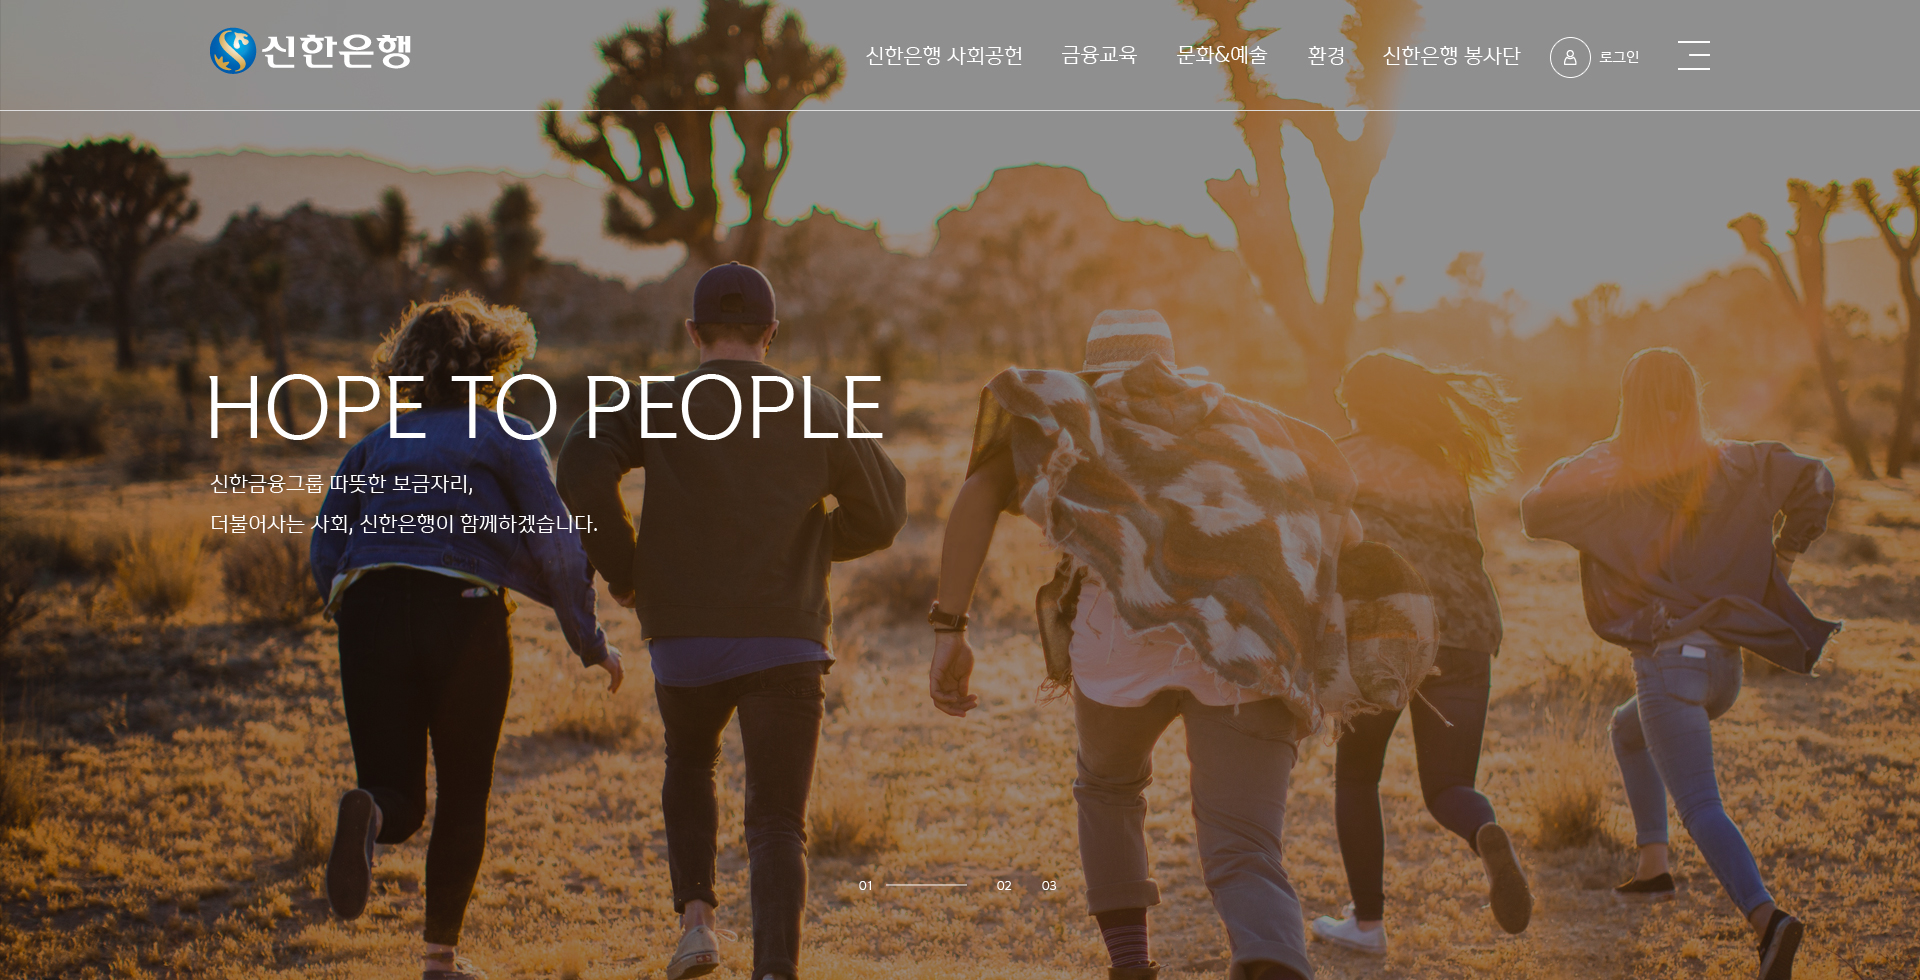 신한은행
신한은행 사회공헌 금융교육 문화&예술 환경 신한은행 봉사단 로그인
HOPE TO PEOPLE
신한금융그룹 따뜻한 보금자리,
더불어사는 사회, 신한은행이 함께하겠습니다.
01 02 03